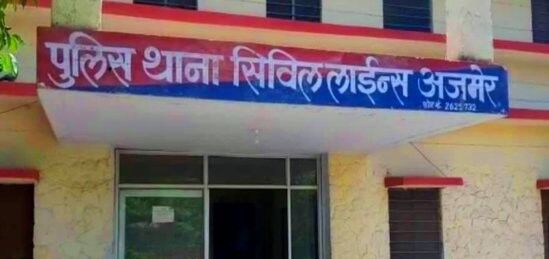 पुलिस थाना सिविल लाईन्स अजमेर
फोन नं. 2625732